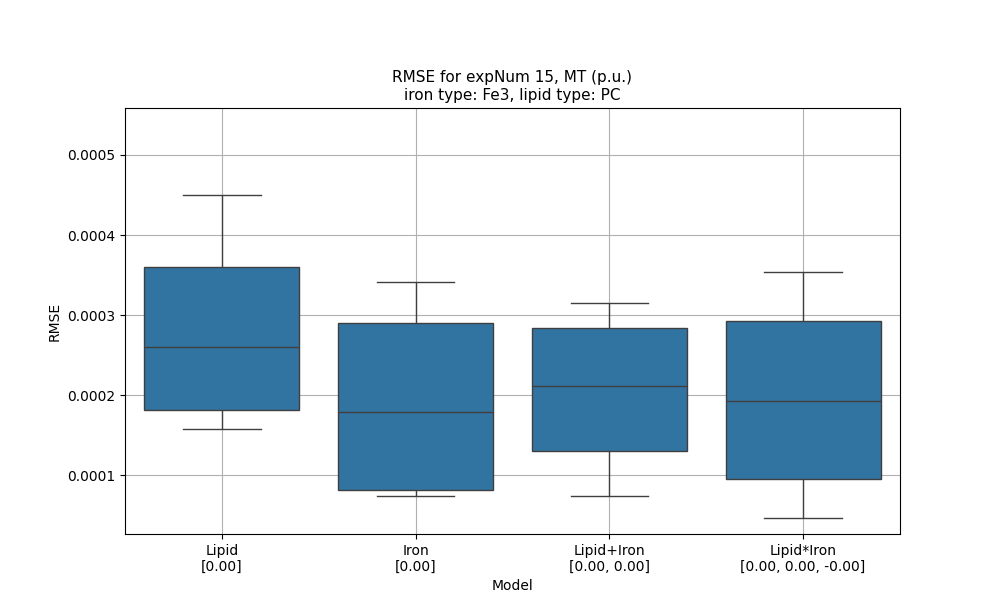 RMSE for expNum 15, MT (p.u.)
iron type: Fe3, lipid type: PC
RMSE
0.0005
0.0004
0.0003
0.0002
0.0001
Lipid
[0.00]
Iron
[0.00]
Lipid+Iron
[0.00, 0.00]
Lipid*Iron
[0.00, 0.00, -0.00]
Model